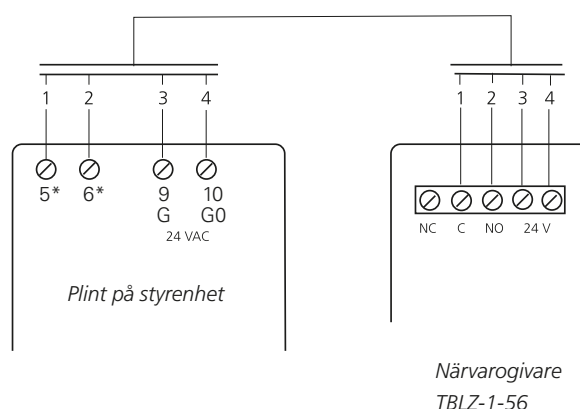 1 2 3 4
1 2 3 4
5* 6* 9 10
G G0
24 VAC
NC C NO 24 V
Plint på styrenhet
Närvarogivare
TBLZ-1-56